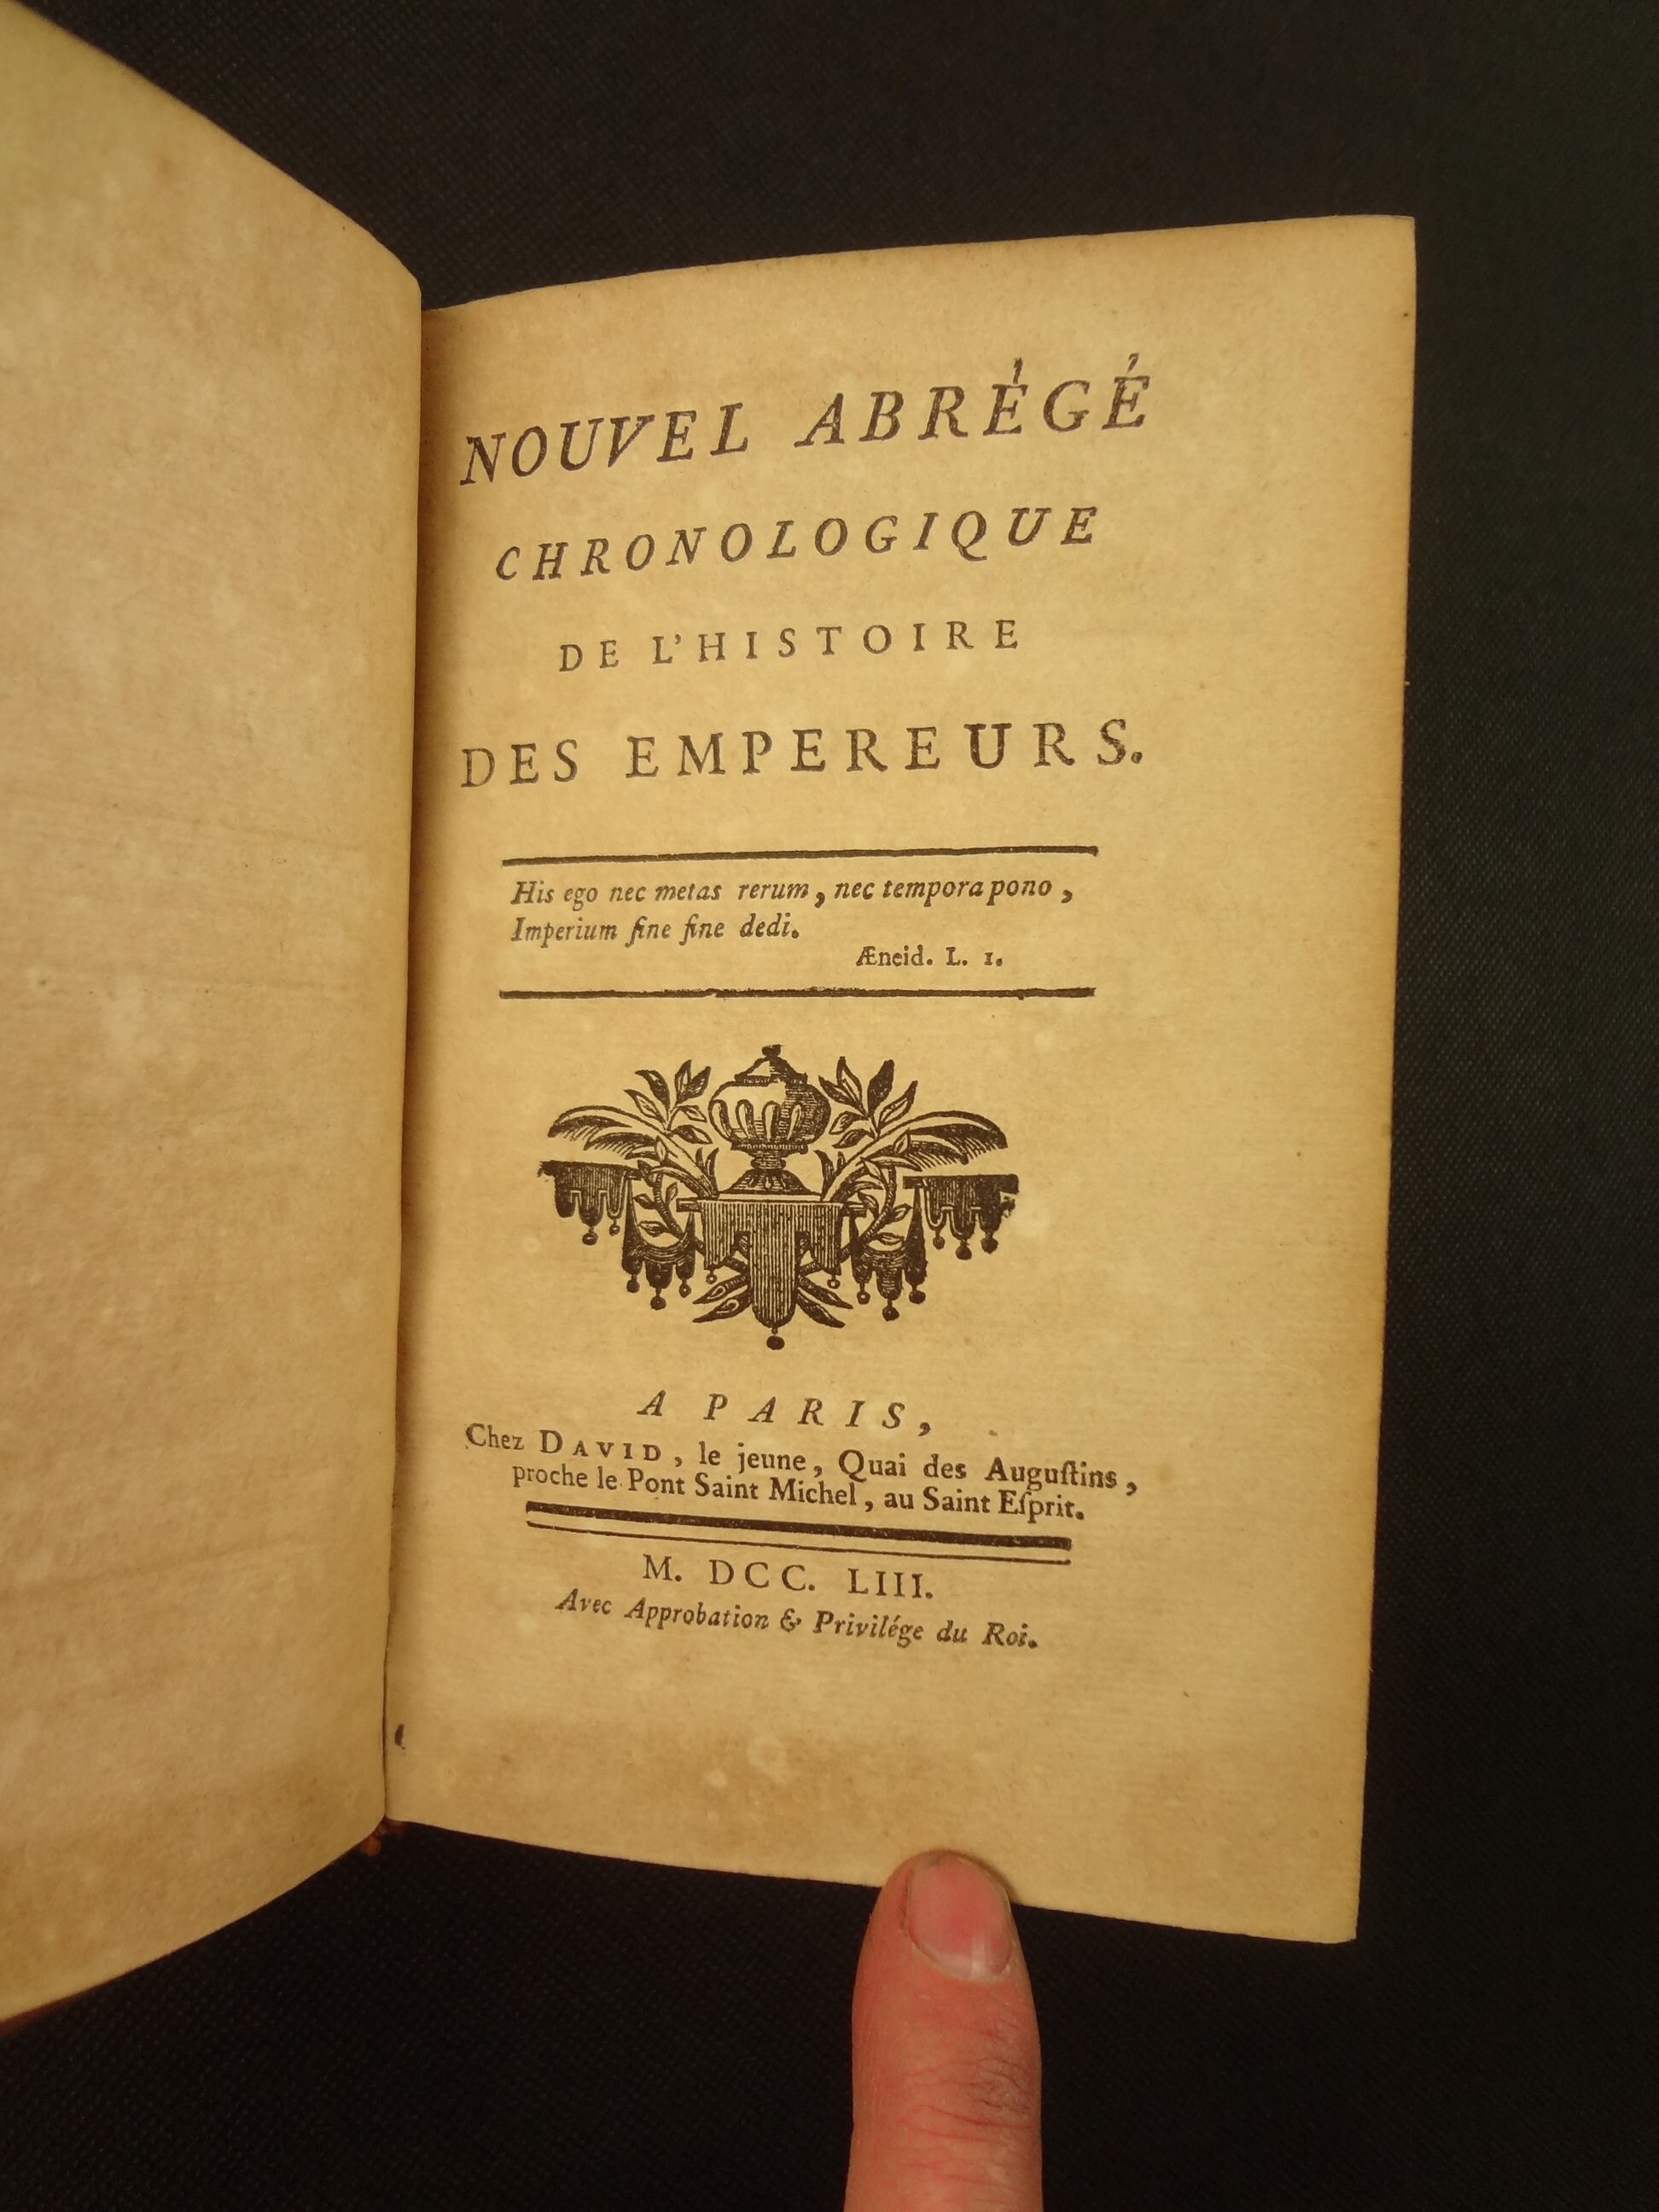 NOUVEL ABRÉGÉ
CHRONOLOGIQUE
DE L'HISTOIRE
DES EMPEREURS.
His ego nec metas rerum, nec tempora pono,
Imperium ſine fine dedi.
Æneid. L. 1.
A PARIS,
Chez DAVID, le jeune, Quai des Auguſtins,
proche le Pont Saint Michel, au Saint Eſprit.
M. DCC. LIII.
Avec Approbation & Privilége du Roi.